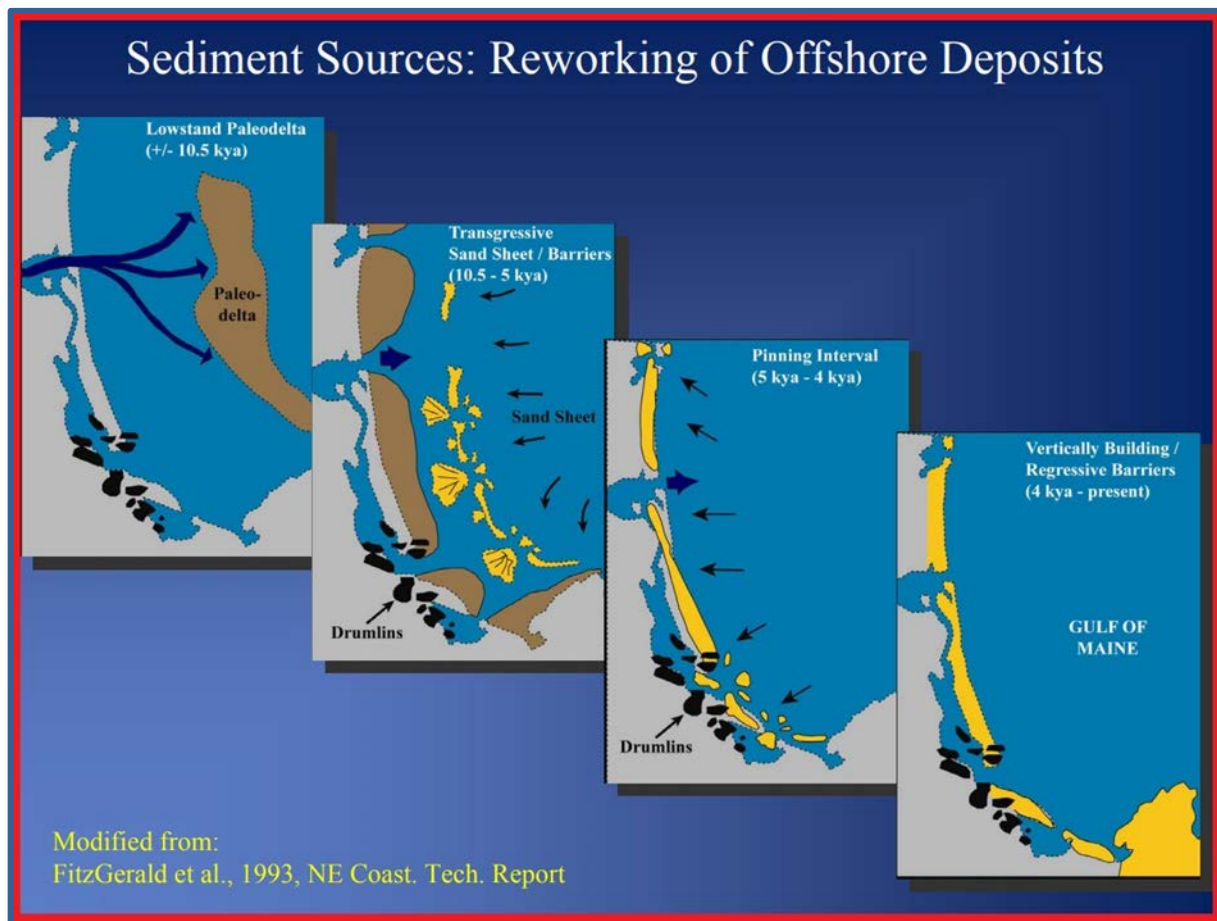 Sediment Sources: Reworking of Offshore Deposits
Lowstand Paleodelta
(+/- 10.5 kya)
Paleo-
delta
Transgressive
Sand Sheet / Barriers
(10.5 - 5 kya)
Sand Sheet
Drumlins
Pinning Interval
(5 kya - 4 kya)
Drumlins
Vertically Building /
Regressive Barriers
(4 kya - present)
GULF OF
MAINE
Modified from:
FitzGerald et al., 1993, NE Coast. Tech. Report